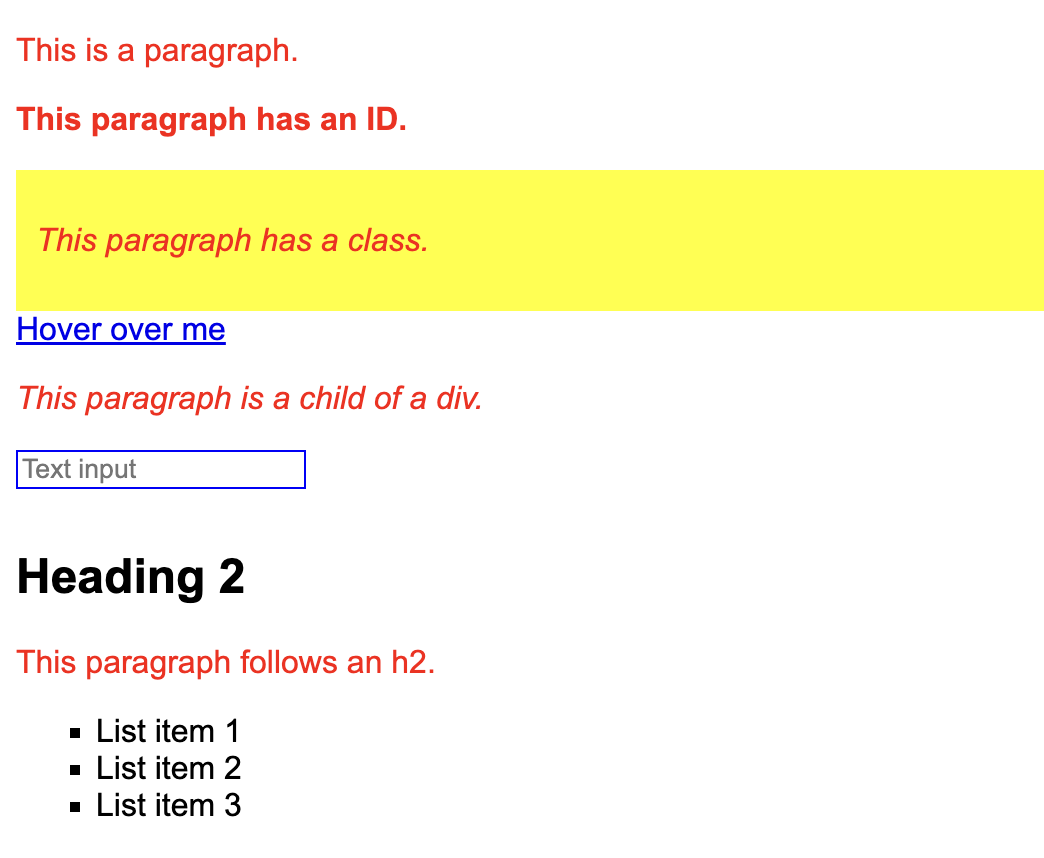 This is a paragraph.
This paragraph has an ID.
This paragraph has a class.
Hover over me
This paragraph is a child of a div.
Text input
Heading 2
This paragraph follows an h2.
List item 1
List item 2
List item 3